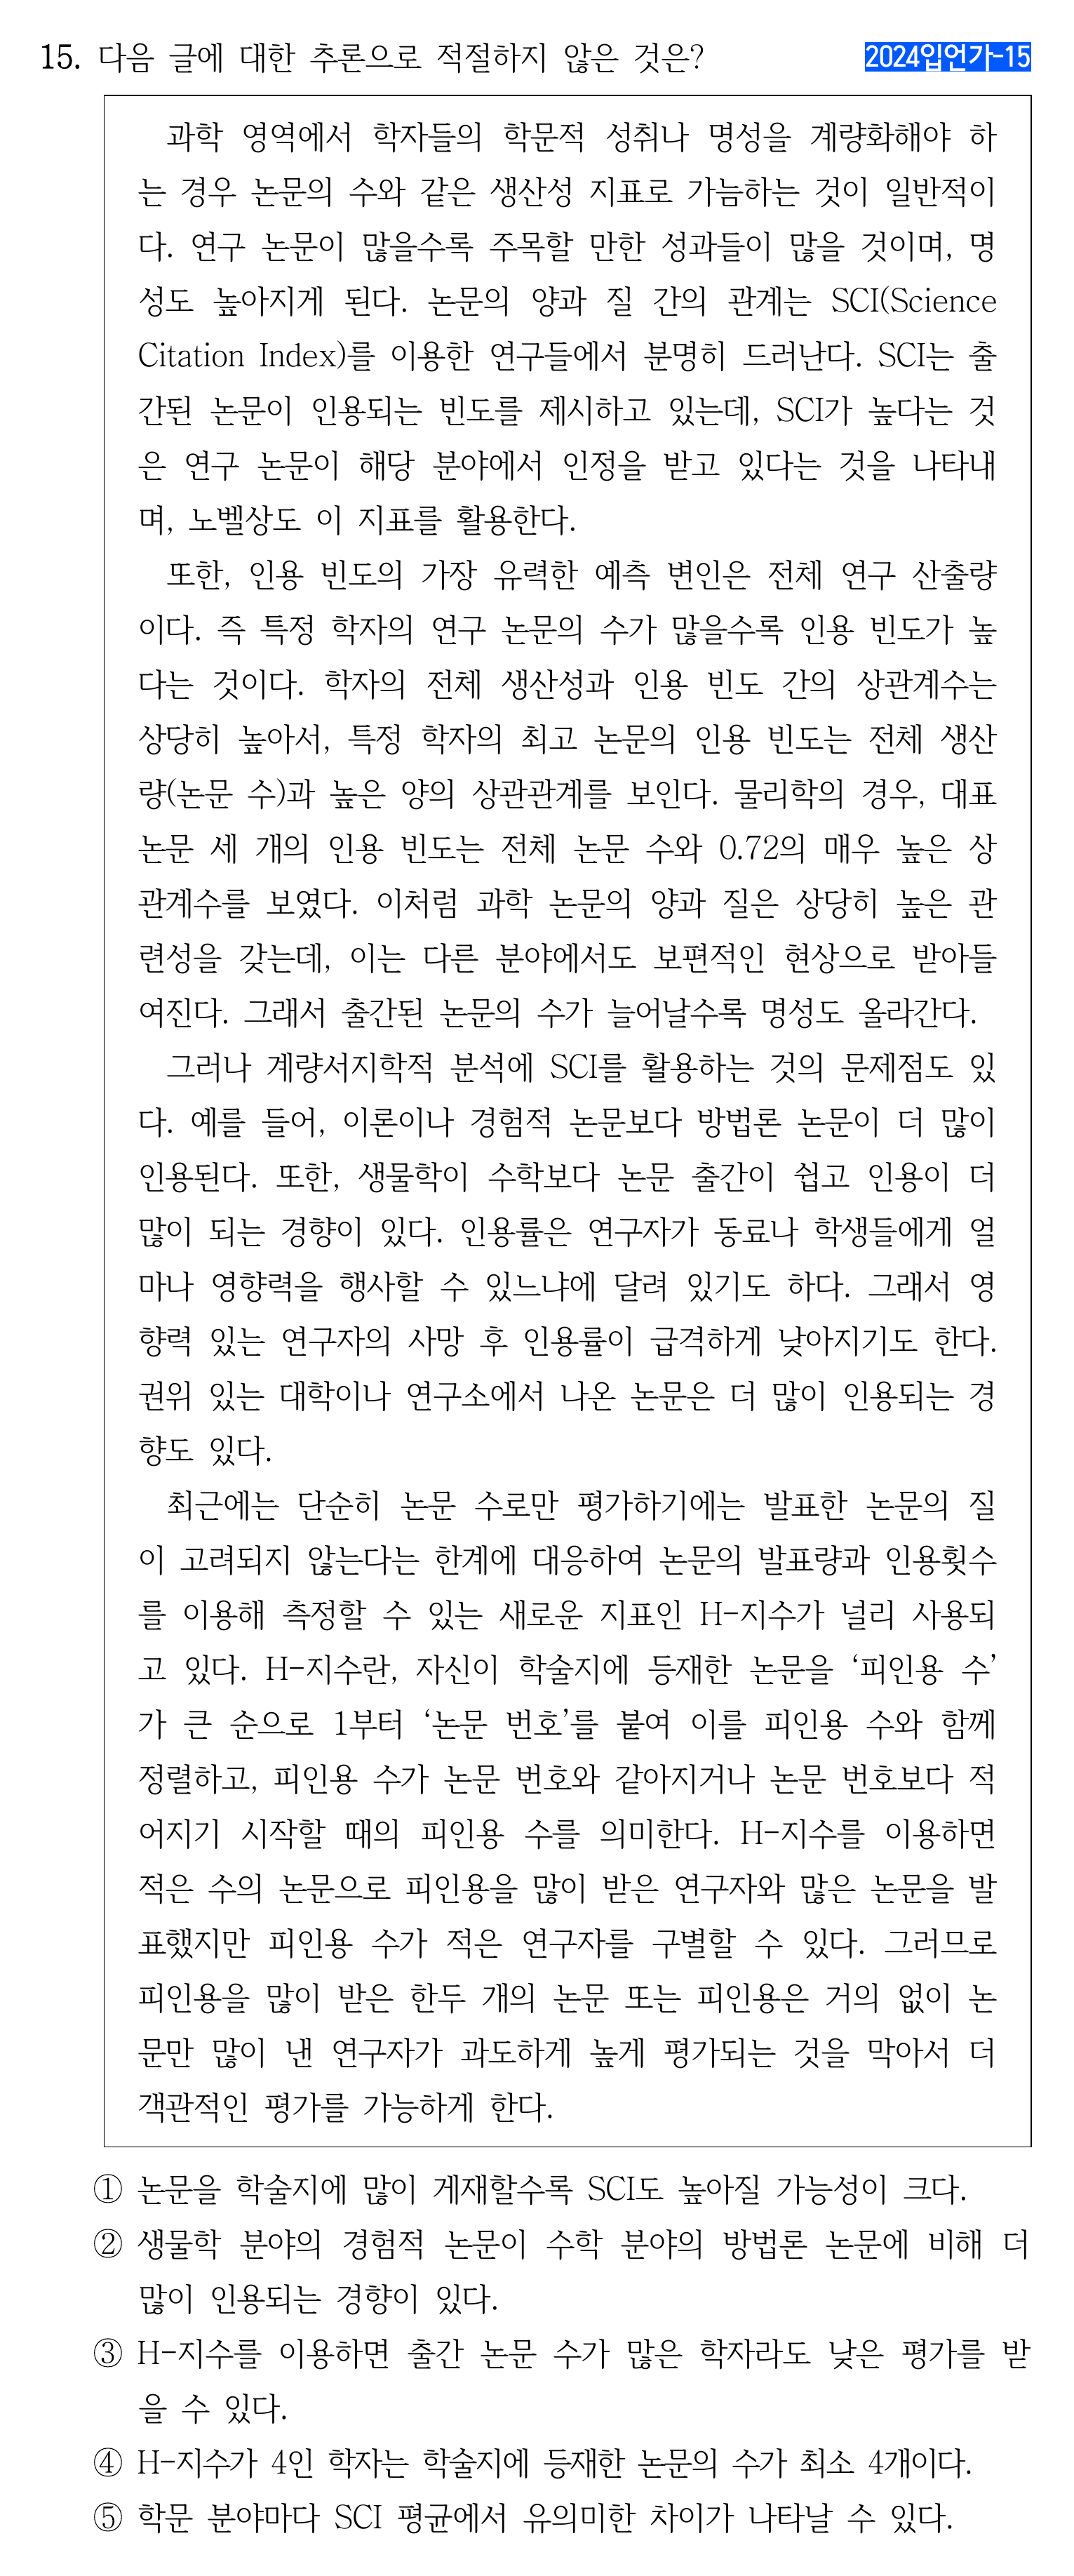 15. 다음 글에 대한 추론으로 적절하지 않은 것은?
2024입언가-15
과학 영역에서 학자들의 학문적 성취나 명성을 계량화해야 하
는 경우 논문의 수와 같은 생산성 지표로 가늠하는 것이 일반적이
다. 연구 논문이 많을수록 주목할 만한 성과들이 많을 것이며, 명
성도 높아지게 된다. 논문의 양과 질 간의 관계는 SCI(Science
Citation Index)를 이용한 연구들에서 분명히 드러난다. SCI는 출
간된 논문이 인용되는 빈도를 제시하고 있는데, SCI가 높다는 것
은 연구 논문이 해당 분야에서 인정을 받고 있다는 것을 나타내
며, 노벨상도 이 지표를 활용한다.
또한, 인용 빈도의 가장 유력한 예측 변인은 전체 연구 산출량
이다. 즉 특정 학자의 연구 논문의 수가 많을수록 인용 빈도가 높
다는 것이다. 학자의 전체 생산성과 인용 빈도 간의 상관계수는
상당히 높아서, 특정 학자의 최고 논문의 인용 빈도는 전체 생산
량(논문 수)과 높은 양의 상관관계를 보인다. 물리학의 경우, 대표
논문 세 개의 인용 빈도는 전체 논문 수와 0.72의 매우 높은 상
관계수를 보였다. 이처럼 과학 논문의 양과 질은 상당히 높은 관
련성을 갖는데, 이는 다른 분야에서도 보편적인 현상으로 받아들
여진다. 그래서 출간된 논문의 수가 늘어날수록 명성도 올라간다.
그러나 계량서지학적 분석에 SCI를 활용하는 것의 문제점도 있
다. 예를 들어, 이론이나 경험적 논문보다 방법론 논문이 더 많이
인용된다. 또한, 생물학이 수학보다 논문 출간이 쉽고 인용이 더
많이 되는 경향이 있다. 인용률은 연구자가 동료나 학생들에게 얼
마나 영향력을 행사할 수 있느냐에 달려 있기도 하다. 그래서 영
향력 있는 연구자의 사망 후 인용률이 급격하게 낮아지기도 한다.
권위 있는 대학이나 연구소에서 나온 논문은 더 많이 인용되는 경
향도 있다.
최근에는 단순히 논문 수로만 평가하기에는 발표한 논문의 질
이 고려되지 않는다는 한계에 대응하여 논문의 발표량과 인용횟수
를 이용해 측정할 수 있는 새로운 지표인 H-지수가 널리 사용되
고 있다. H-지수란, 자신이 학술지에 등재한 논문을 ‘피인용 수’
가 큰 순으로 1부터 ‘논문 번호’를 붙여 이를 피인용 수와 함께
정렬하고, 피인용 수가 논문 번호와 같아지거나 논문 번호보다 적
어지기 시작할 때의 피인용 수를 의미한다. H-지수를 이용하면
적은 수의 논문으로 피인용을 많이 받은 연구자와 많은 논문을 발
표했지만 피인용 수가 적은 연구자를 구별할 수 있다. 그러므로
피인용을 많이 받은 한두 개의 논문 또는 피인용은 거의 없이 논
문만 많이 낸 연구자가 과도하게 높게 평가되는 것을 막아서 더
객관적인 평가를 가능하게 한다.
① 논문을 학술지에 많이 게재할수록 SCI도 높아질 가능성이 크다.
② 생물학 분야의 경험적 논문이 수학 분야의 방법론 논문에 비해 더
많이 인용되는 경향이 있다.
③ H-지수를 이용하면 출간 논문 수가 많은 학자라도 낮은 평가를 받
을 수 있다.
④ H-지수가 4인 학자는 학술지에 등재한 논문의 수가 최소 4개이다.
⑤ 학문 분야마다 SCI 평균에서 유의미한 차이가 나타날 수 있다.